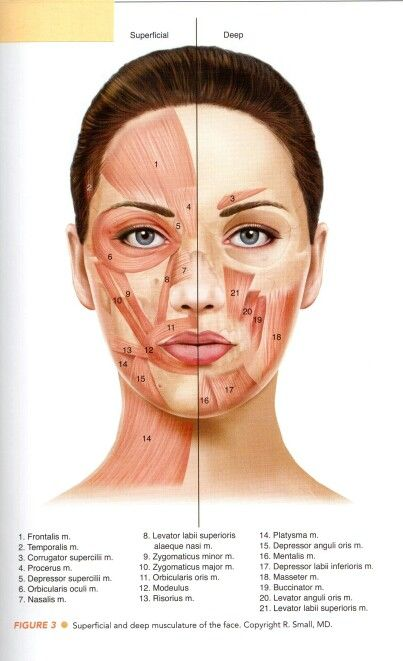 Superficial Deep
1
2
3
4
5
6
7
8
9
10
21
20
19
18
11
13
12
14
15
17
16
14
1. Frontalis m.
2. Temporalis m.
3. Corrugator supercilii m.
4. Procerus m.
5. Depressor supercilii m.
6. Orbicularis oculi m.
7. Nasalis m.
8. Levator labii superioris
alaeque nasi m.
9. Zygomaticus minor m.
10. Zygomaticus major m.
11. Orbicularis oris m.
12. Modeulus
13. Risorius m.
14. Platysma m.
15. Depressor anguli oris m.
16. Mentalis m.
17. Depressor labii inferioris m.
18. Masseter m.
19. Buccinator m.
20. Levator anguli oris m.
21. Levator labii superioris m.
FIGURE 3 ● Superficial and deep musculature of the face. Copyright R. Small, MD.